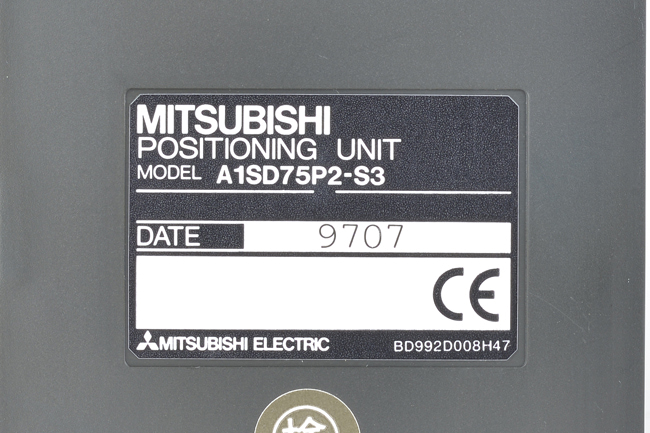 MITSUBISHI
POSITIONING UNIT
MODEL A1SD75P2-S3
DATE 9707
CE
MITSUBISHI ELECTRIC BD992D008H47